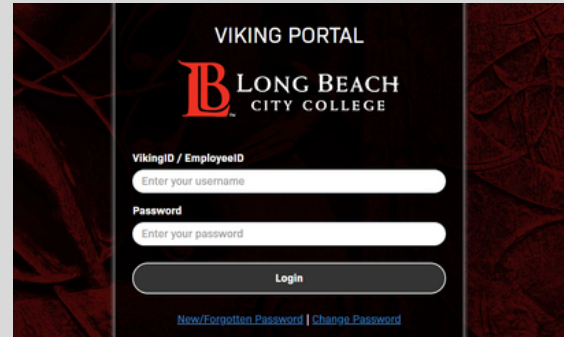 VIKING PORTAL
LB LONG BEACH
CITY COLLEGE
VikingID / EmployeeID
Enter your username
Password
Enter your password
Login
New/Forgotten Password | Change Password